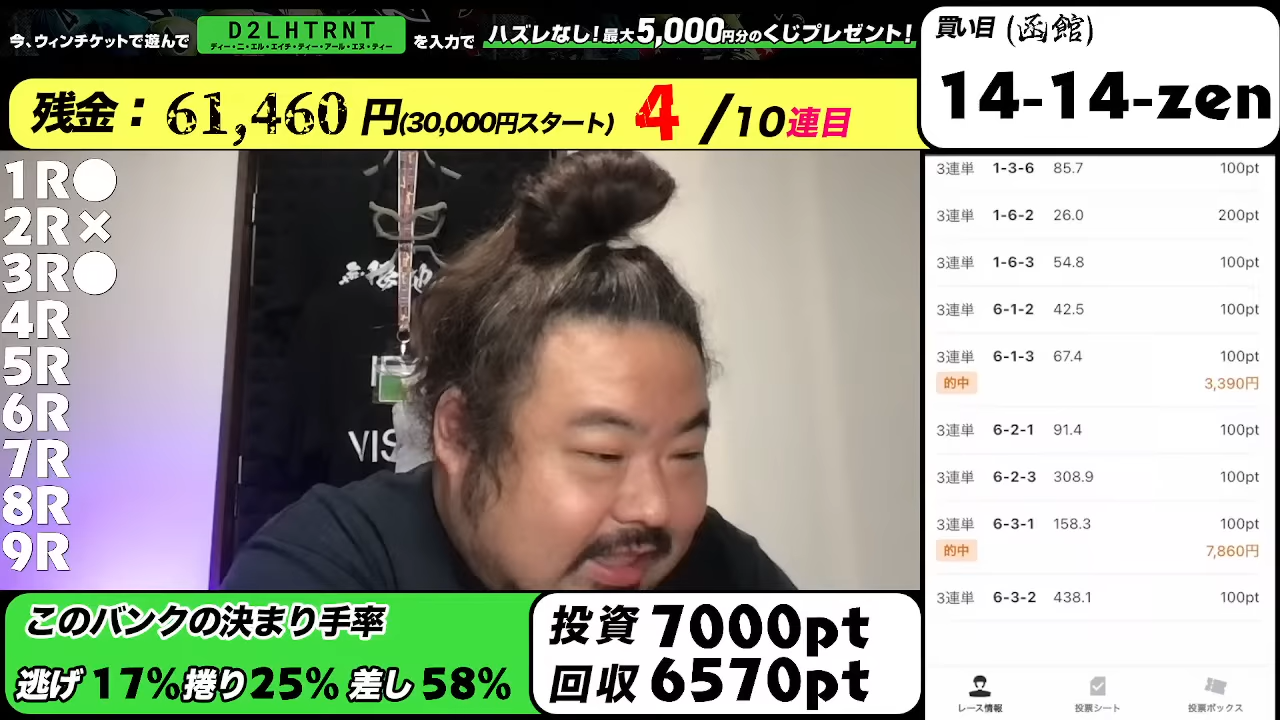 今、ウィンチケットで遊んで
D2LHTRNT
ディー・ニ・エル・エイチ・ティー・アール・エヌ・ティー
を入力で
ハズレなし!最大5,000円分のくじプレゼント!
残金：61,460円(30,000円スタート) 4/10連目
買い目 (函館)
14-14-zen
1R●
2R×
3R●
4R
5R
6R
7R
8R
9R
VIS
3連単 1-3-6 85.7 100pt
3連単 1-6-2 26.0 200pt
3連単 1-6-3 54.8 100pt
3連単 6-1-2 42.5 100pt
3連単 6-1-3 67.4 100pt
的中 3,390円
3連単 6-2-1 91.4 100pt
3連単 6-2-3 308.9 100pt
3連単 6-3-1 158.3 100pt
的中 7,860円
3連単 6-3-2 438.1 100pt
レース情報 投票シート 投票ボックス
このバンクの決まり手率
逃げ 17% 捲り 25% 差し 58%
投資 7000pt
回収 6570pt